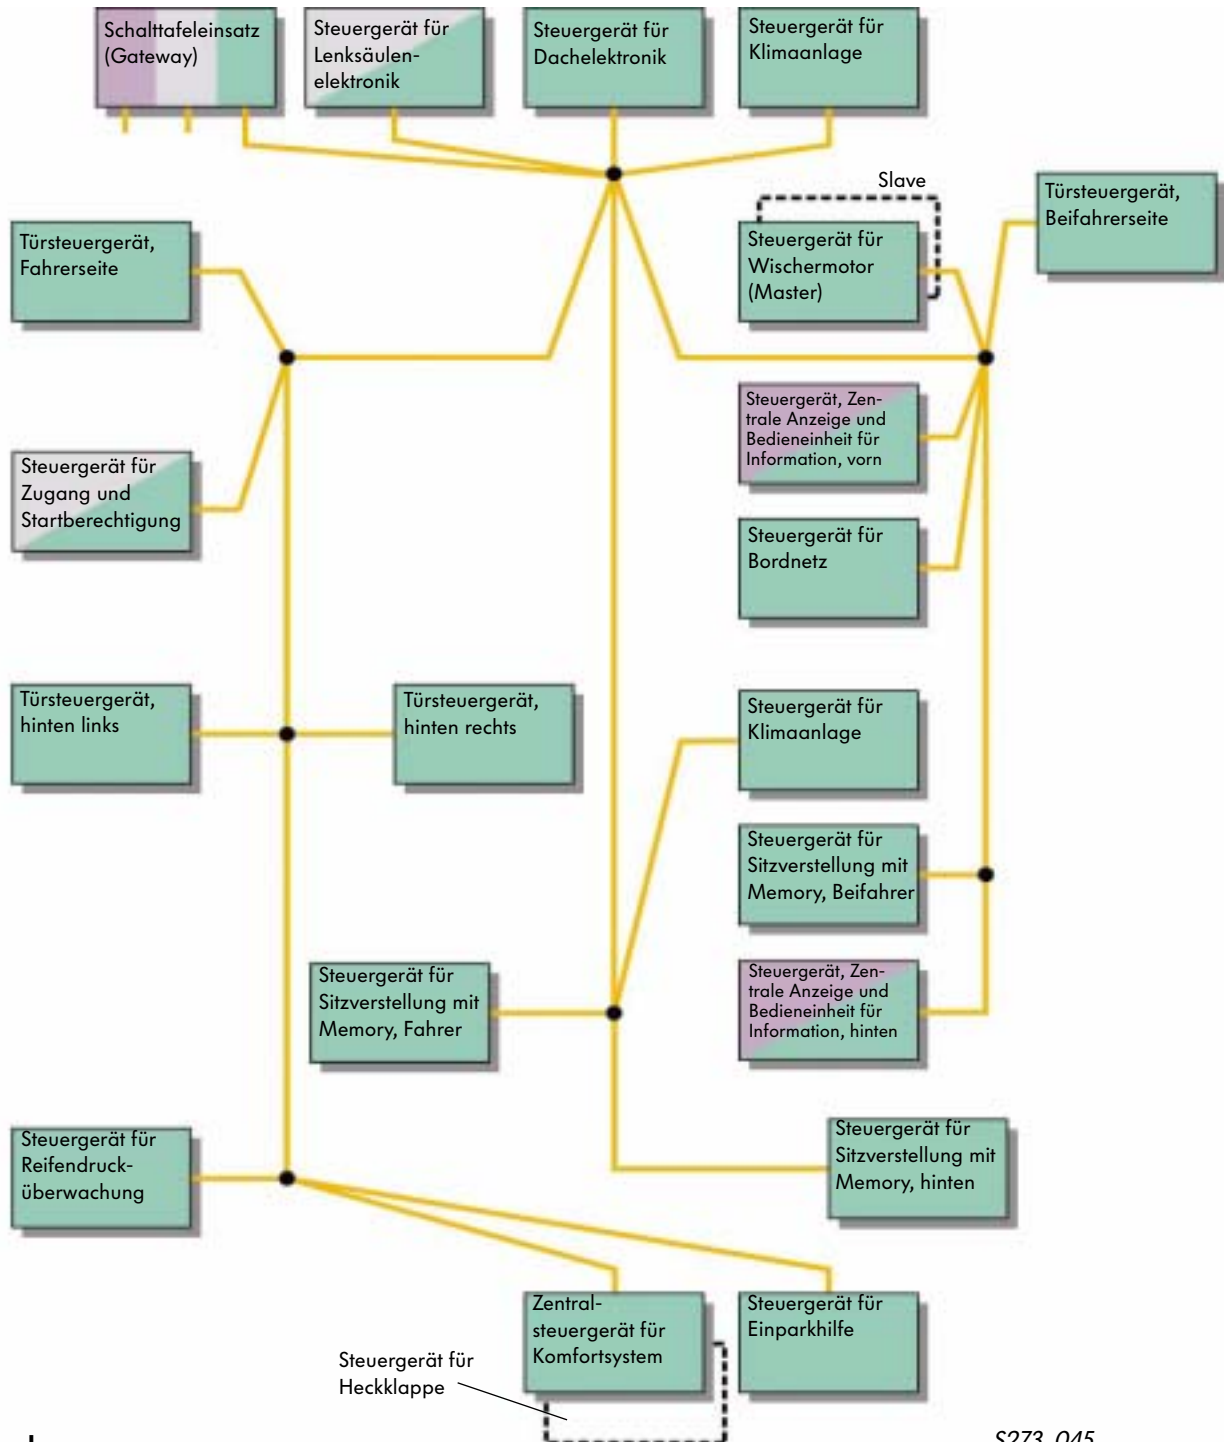 Schalttafeleinsatz
(Gateway)
Steuergerät für
Lenksäulen-
elektronik
Steuergerät für
Dachelektronik
Steuergerät für
Klimaanlage
Slave
Türsteuergerät,
Beifahrerseite
Türsteuergerät,
Fahrerseite
Steuergerät für
Wischermotor
(Master)
Steuergerät, Zen-
trale Anzeige und
Bedieneinheit für
Information, vorn
Steuergerät für
Zugang und
Startberechtigung
Steuergerät für
Bordnetz
Türsteuergerät,
hinten links
Türsteuergerät,
hinten rechts
Steuergerät für
Klimaanlage
Steuergerät für
Sitzverstellung mit
Memory, Beifahrer
Steuergerät für
Sitzverstellung mit
Memory, Fahrer
Steuergerät, Zen-
trale Anzeige und
Bedieneinheit für
Information, hinten
Steuergerät für
Reifendruck-
überwachung
Steuergerät für
Sitzverstellung mit
Memory, hinten
Zentral-
steuergerät für
Komfortsystem
Steuergerät für
Einparkhilfe
Steuergerät für
Heckklappe
S273_045